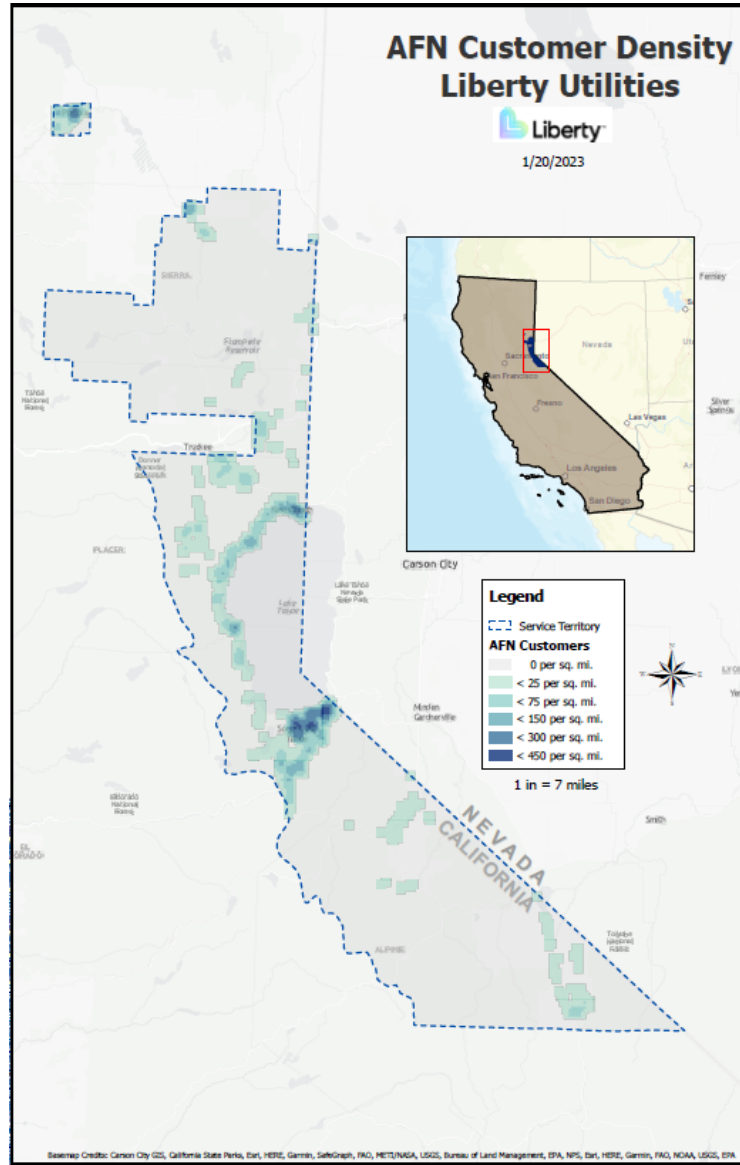 AFN Customer Density
Liberty Utilities
Liberty
1/20/2023
SIERRA
Fernley
Nevada
Sacramento
San Francisco
Fresno
Las Vegas
Los Angeles
San Diego
Silver
Springs
Truckee
PLACER
Lake
Tahoe
Carson City
Legend
Service Territory
AFN Customers
0 per sq. mi.
< 25 per sq. mi.
< 75 per sq. mi.
< 150 per sq. mi.
< 300 per sq. mi.
< 450 per sq. mi.
1 in = 7 miles
N
W
E
S
Minden
Gardnerville
Smith
NEVADA
CALIFORNIA
ALPINE
Basemap Credits: Carson City GIS, California State Parks, Esri, HERE, Garmin, SafeGraph, FAO, METI/NASA, USGS, Bureau of Land Management, EPA, NPS, Esri, HERE, Garmin, FAO, NOAA, USGS, EPA